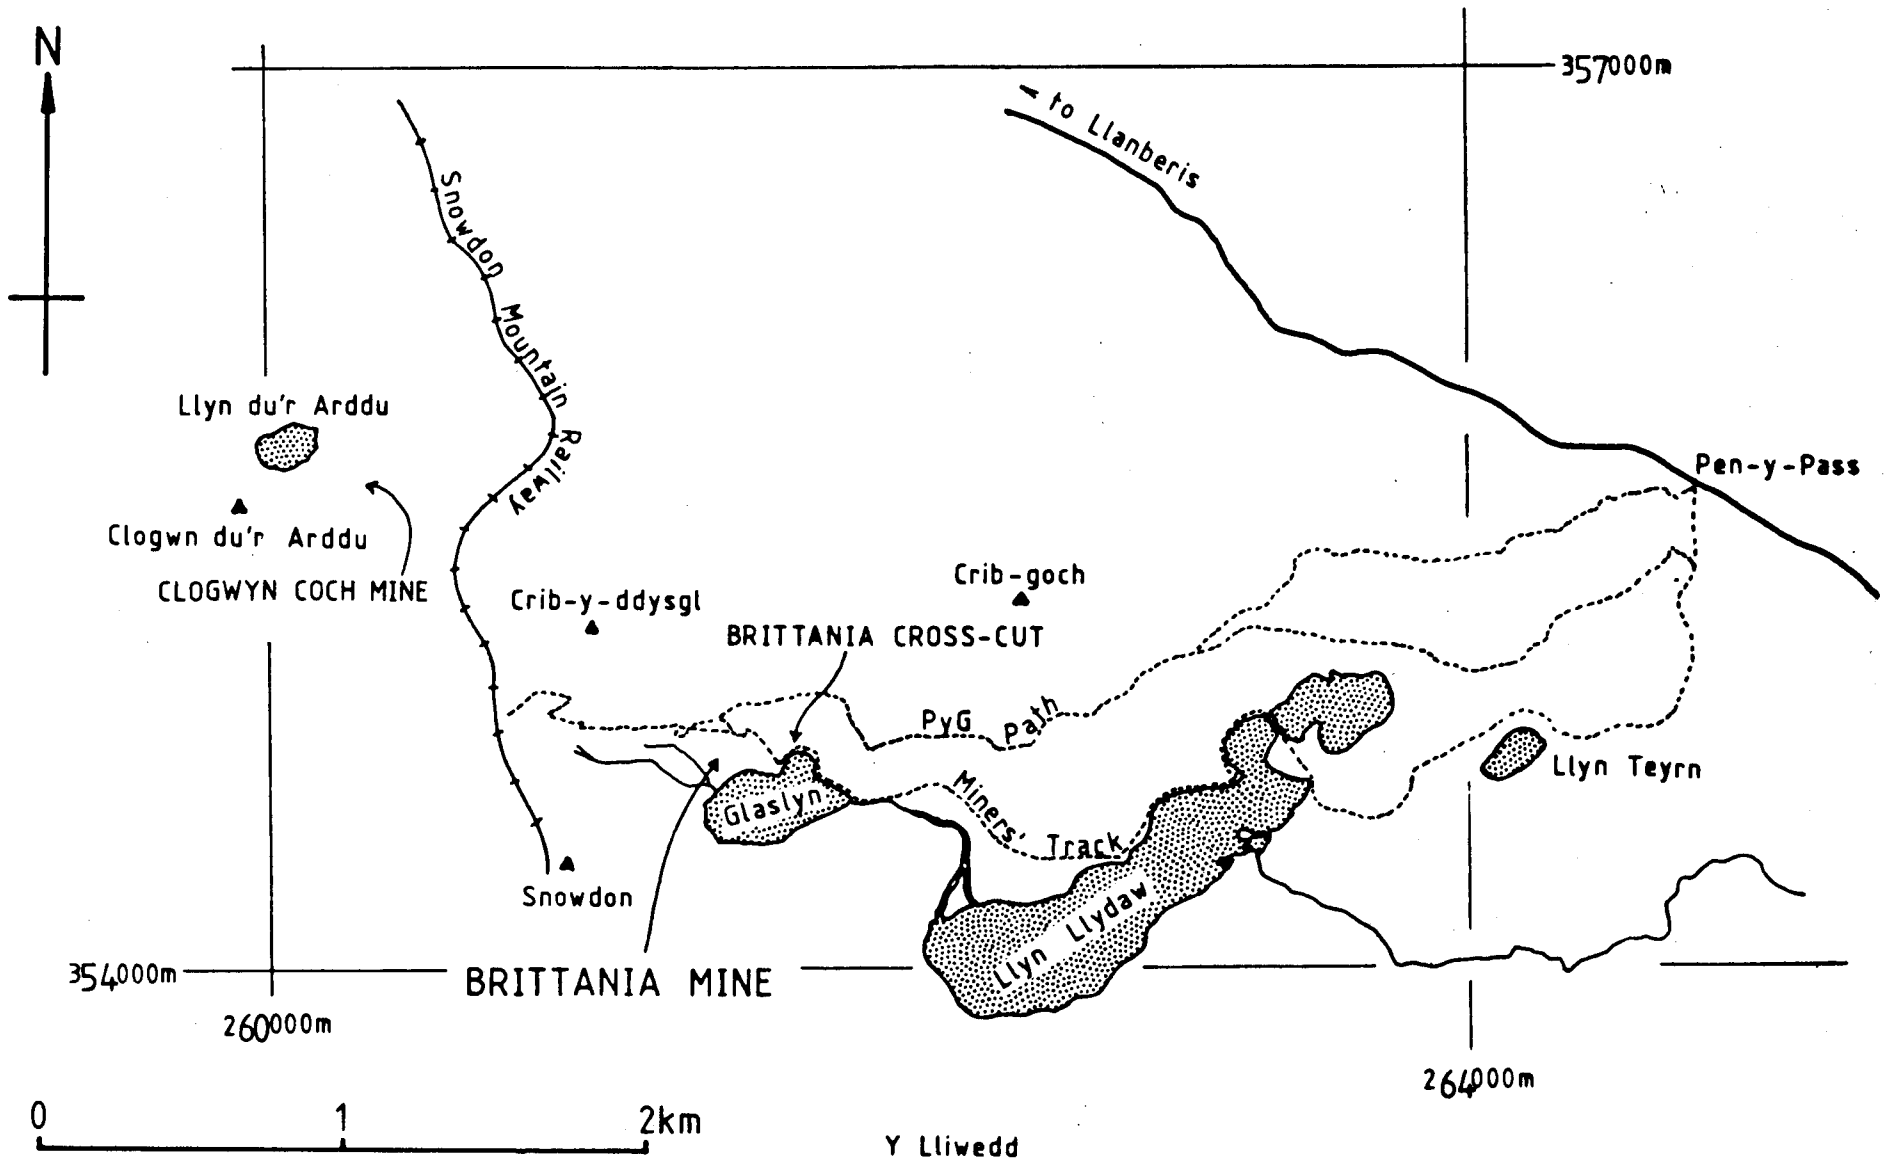 N
357000m
to Llanberis
Snowdon Mountain Railway
Llyn du'r Arddu
Clogwn du'r Arddu
CLOGWYN COCH MINE
Pen-y-Pass
Crib-goch
Crib-y-ddysgl
BRITTANIA CROSS-CUT
PyG Path
Miners' Track
Glaslyn
Llyn Teyrn
Snowdon
Llyn Llydaw
354000m
BRITTANIA MINE
260000m
264000m
0 1 2km
Y Lliwedd